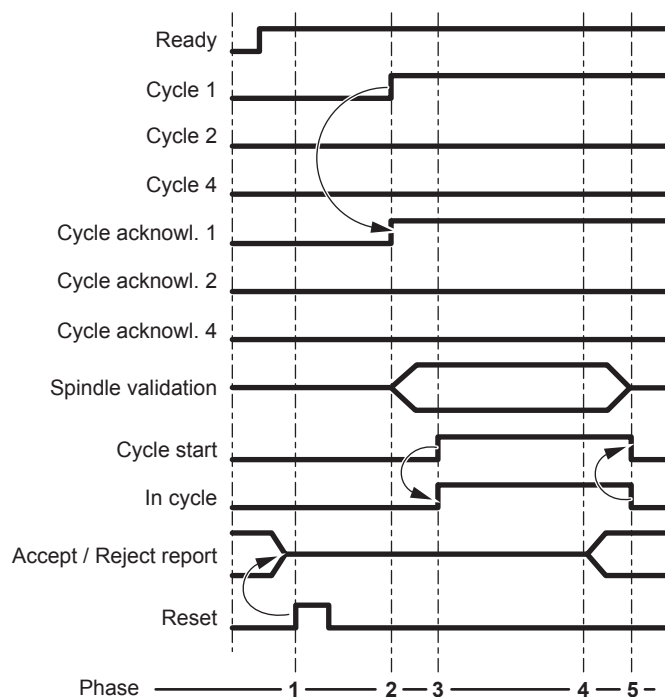 Ready
Cycle 1
Cycle 2
Cycle 4
Cycle acknowl. 1
Cycle acknowl. 2
Cycle acknowl. 4
Spindle validation
Cycle start
In cycle
Accept / Reject report
Reset
Phase 1 2 3 4 5